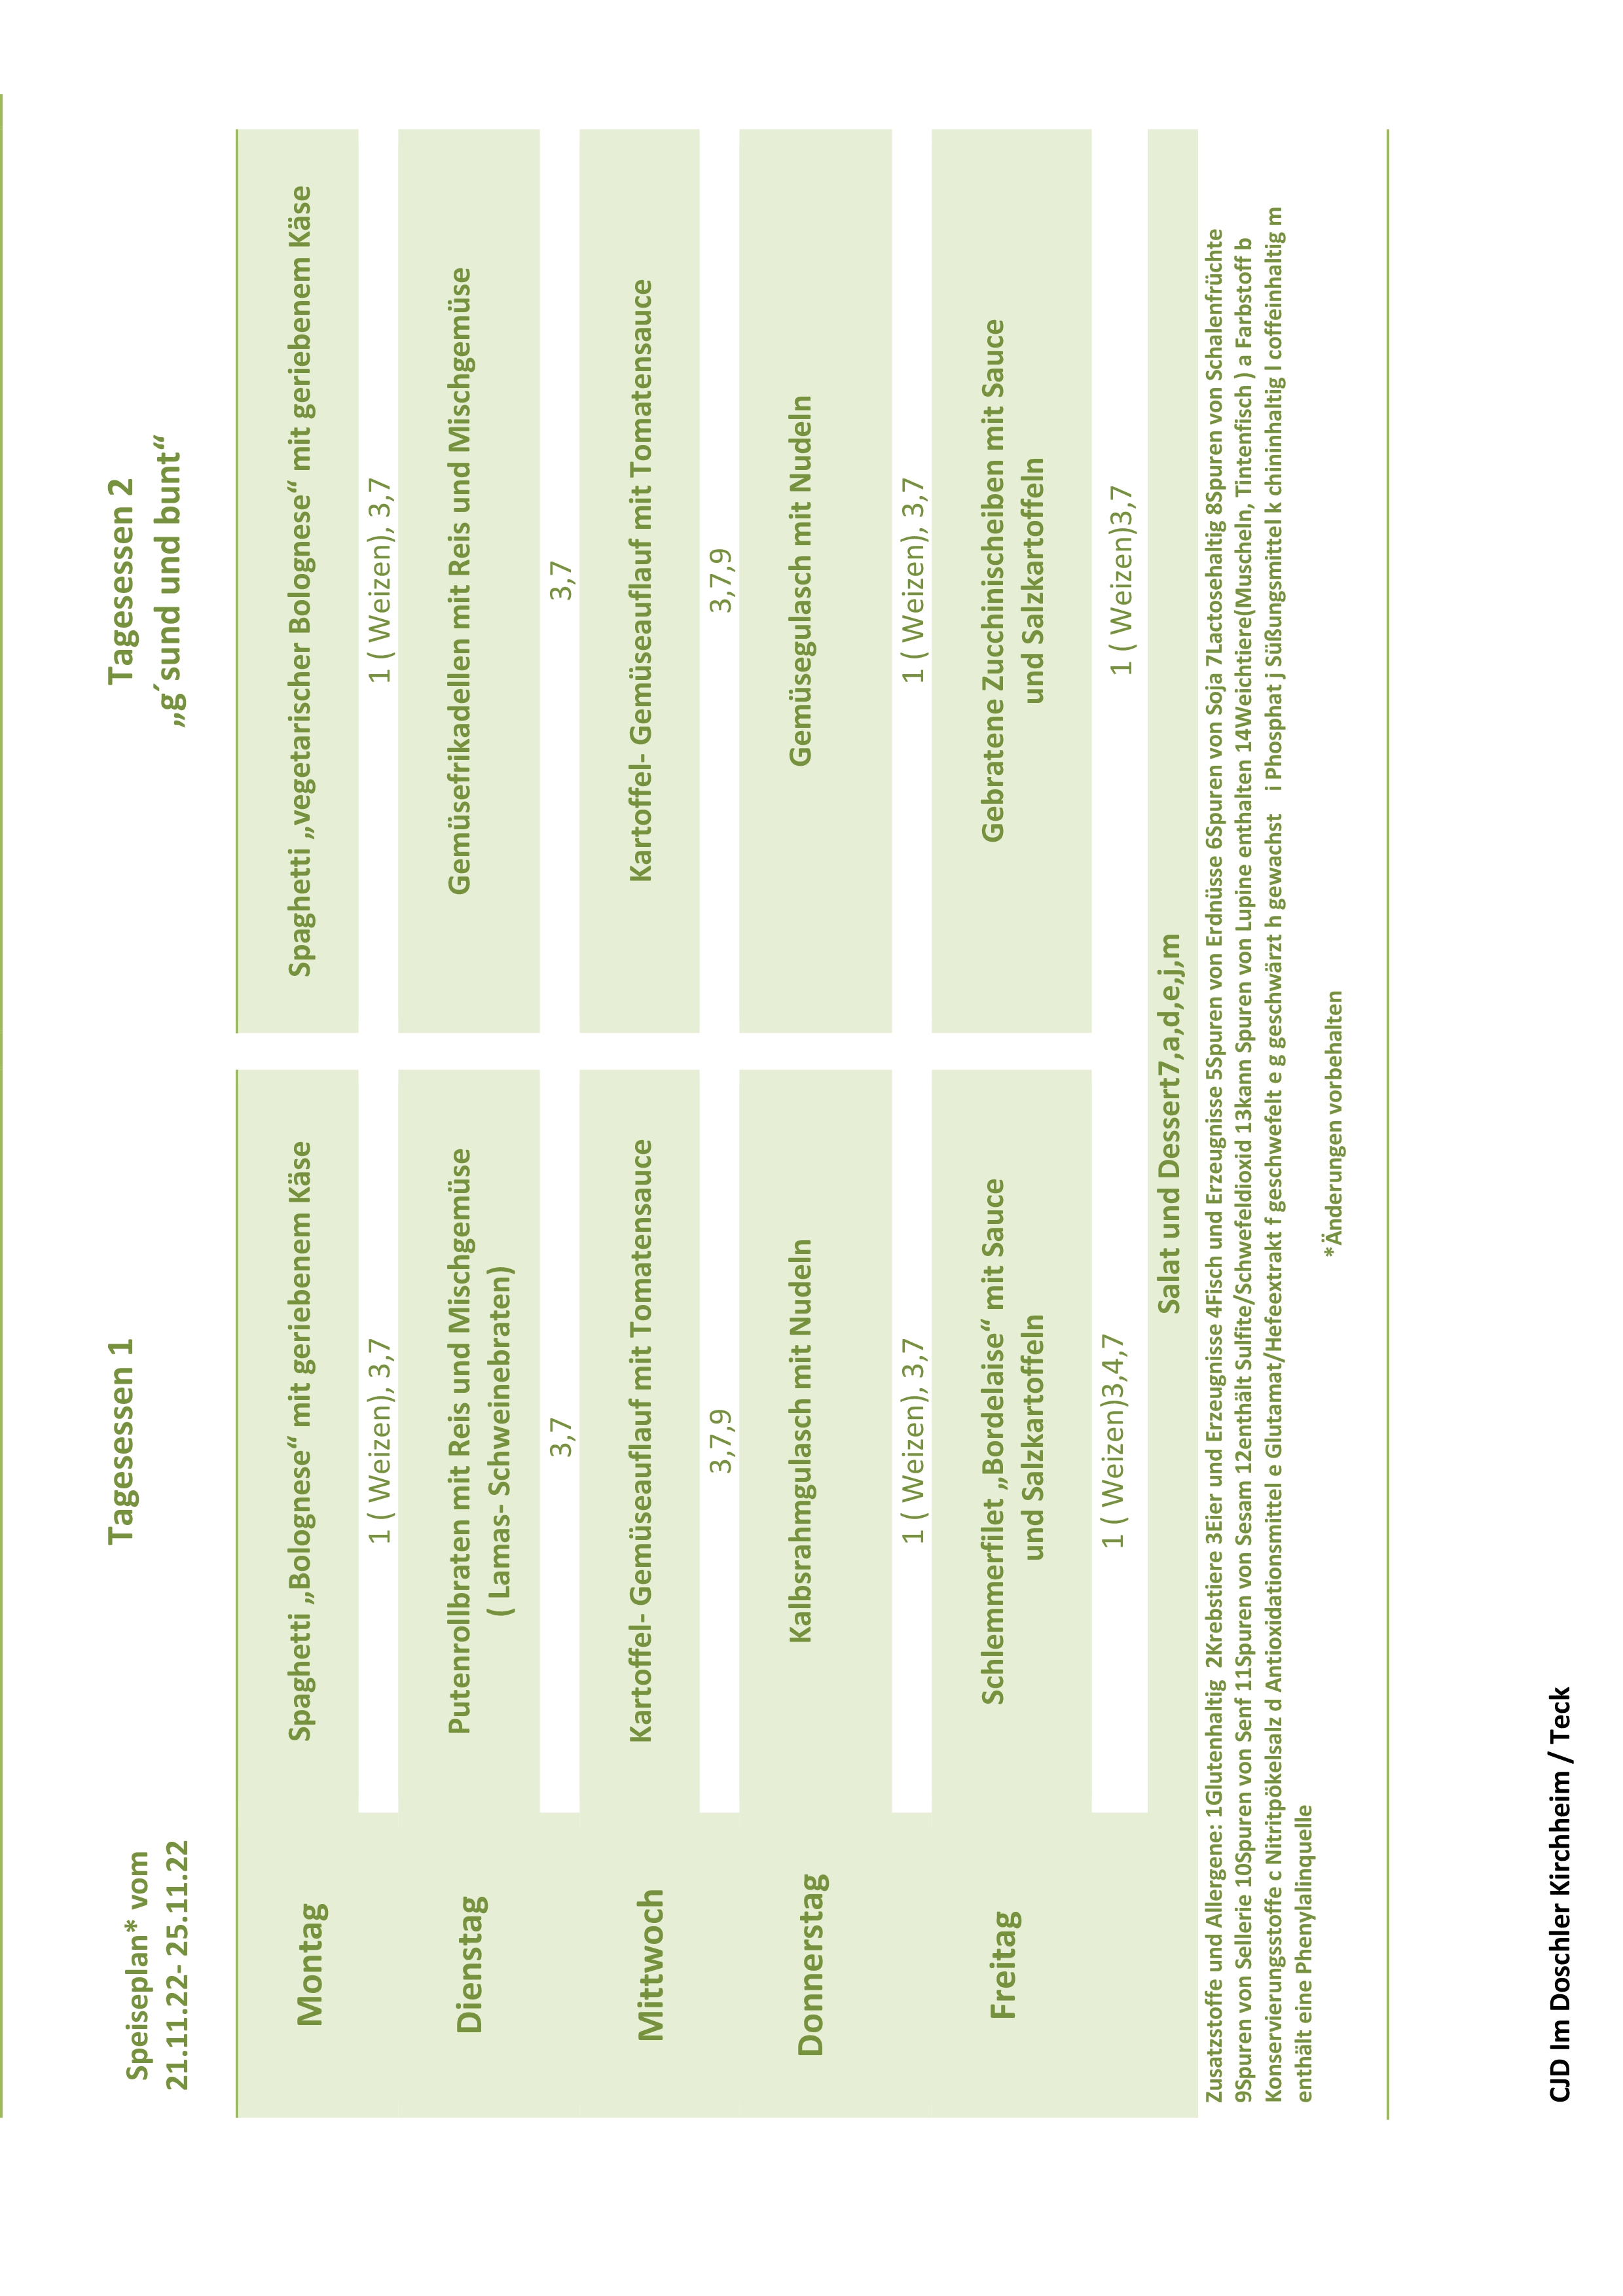 Speiseplan* vom
21.11.22- 25.11.22
Tagesessen 1
Tagesessen 2
„g´sund und bunt“
Montag
Spaghetti „Bolognese“ mit geriebenem Käse
Spaghetti „vegetarischer Bolognese“ mit geriebenem Käse
1 ( Weizen), 3,7
1 ( Weizen), 3,7
Dienstag
Putenrollbraten mit Reis und Mischgemüse
( Lamas- Schweinebraten)
Gemüsefrikadellen mit Reis und Mischgemüse
3,7
3,7
Mittwoch
Kartoffel- Gemüseauflauf mit Tomatensauce
Kartoffel- Gemüseauflauf mit Tomatensauce
3,7,9
3,7,9
Donnerstag
Kalbsrahmgulasch mit Nudeln
Gemüsegulasch mit Nudeln
1 ( Weizen), 3,7
1 ( Weizen), 3,7
Freitag
Schlemmerfilet „Bordelaise“ mit Sauce
und Salzkartoffeln
Gebratene Zucchinischeiben mit Sauce
und Salzkartoffeln
1 ( Weizen)3,4,7
1 ( Weizen)3,7
Salat und Dessert7,a,d,e,j,m
Zusatzstoffe und Allergene: 1Glutenhaltig  2Krebstiere 3Eier und Erzeugnisse 4Fisch und Erzeugnisse 5Spuren von Erdnüsse 6Spuren von Soja 7Lactosehaltig 8Spuren von Schalenfrüchte
9Spuren von Sellerie 10Spuren von Senf 11Spuren von Sesam 12enthält Sulfite/Schwefeldioxid 13kann Spuren von Lupine enthalten 14Weichtiere(Muscheln, Tintenfisch ) a Farbstoff b
Konservierungsstoffe c Nitritpökelsalz d Antioxidationsmittel e Glutamat/Hefeextrakt f geschwefelt e g geschwärzt h gewachst    i Phosphat j Süßungsmittel k chininhaltig l coffeinhaltig m
enthält eine Phenylalinquelle
*Änderungen vorbehalten
CJD Im Doschler Kirchheim / Teck